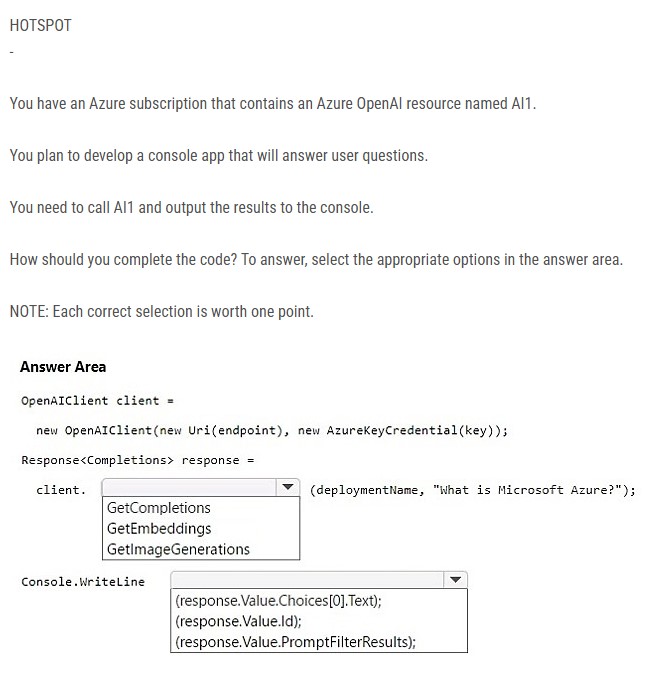 HOTSPOT
-
You have an Azure subscription that contains an Azure OpenAI resource named AI1.
You plan to develop a console app that will answer user questions.
You need to call AI1 and output the results to the console.
How should you complete the code? To answer, select the appropriate options in the answer area.
NOTE: Each correct selection is worth one point.
Answer Area
OpenAIClient client =
new OpenAIClient(new Uri(endpoint), new AzureKeyCredential(key));
Response<Completions> response =
client. (deploymentName, "What is Microsoft Azure?");
GetCompletions
GetEmbeddings
GetImageGenerations
Console.WriteLine
(response.Value.Choices[0].Text);
(response.Value.Id);
(response.Value.PromptFilterResults);